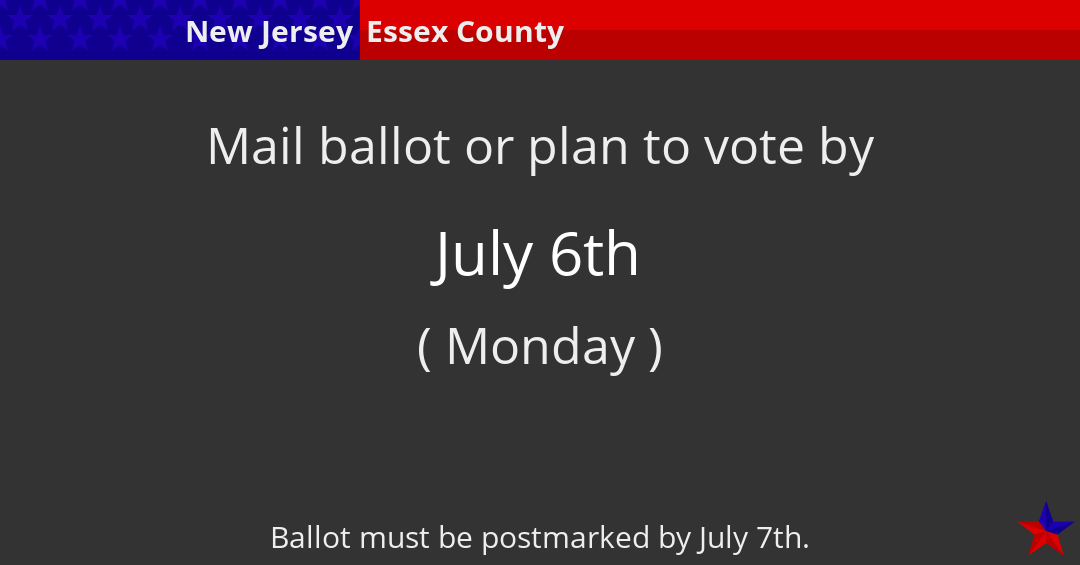 New Jersey Essex County
Mail ballot or plan to vote by
July 6th
( Monday )
Ballot must be postmarked by July 7th.